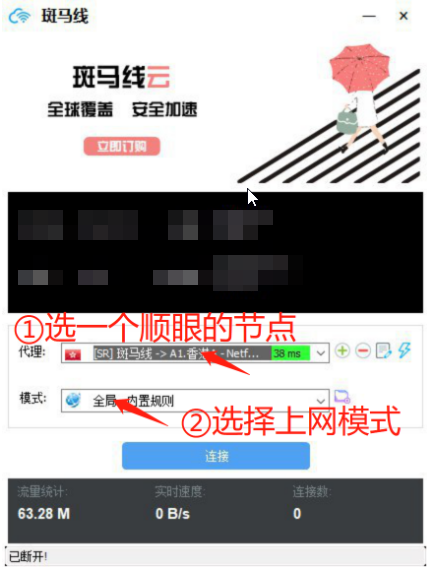 斑马线
斑马线云
全球覆盖 安全加速
立即订购
①选一个顺眼的节点
代理: [SR] 斑马线 -> A1.香港 - Netf... 38 ms
模式: 全局 内置规则
②选择上网模式
连接
流量统计: 实时速度: 连接数:
63.28 M 0 B/s 0
已断开!